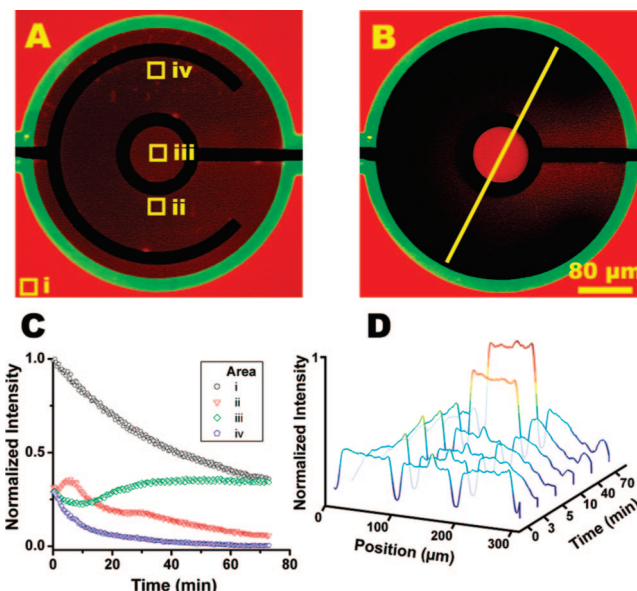 A
iv
iii
ii
i
B
80 µm
C
Normalized Intensity
1.0
0.5
0.0
0
20
40
60
80
Time (min)
Area
i
ii
iii
iv
D
Normalized Intensity
1
0
100
200
300
Position (µm)
0
3
5
10
40
70
Time (min)